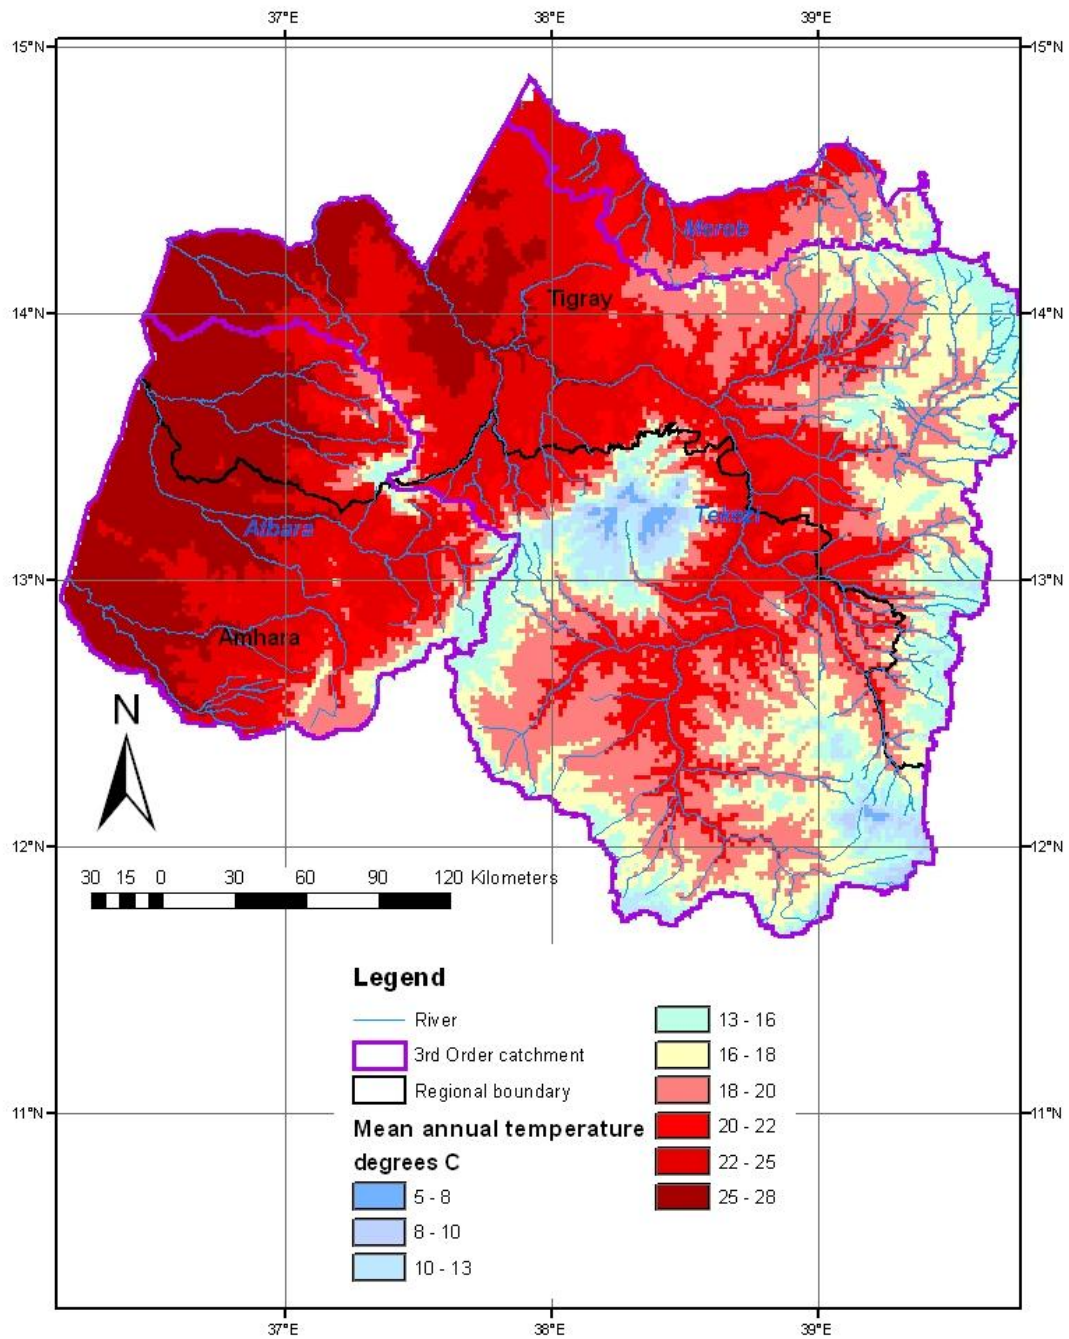 37°E 38°E 39°E
15°N 15°N
Mereb
Tigray
14°N 14°N
Tekezi
Atbara
13°N 13°N
Amhara
N
12°N 12°N
30 15 0 30 60 90 120 Kilometers
Legend
River
3rd Order catchment
Regional boundary
Mean annual temperature
degrees C
5 - 8
8 - 10
10 - 13
13 - 16
16 - 18
18 - 20
20 - 22
22 - 25
25 - 28
11°N 11°N
37°E 38°E 39°E